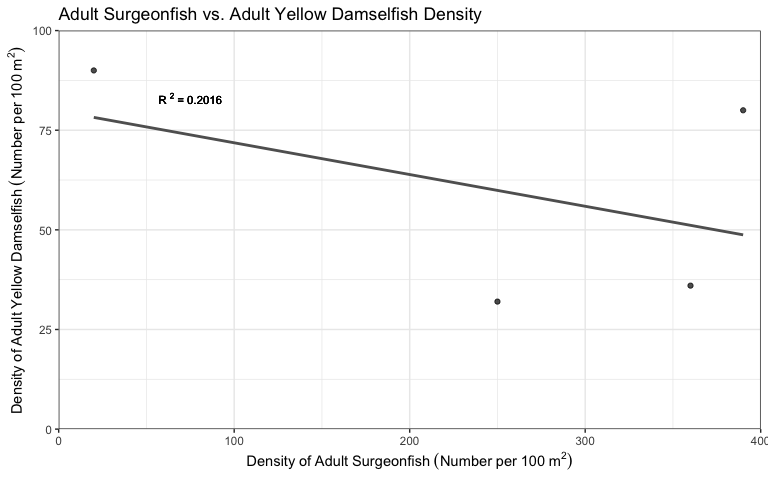 Adult Surgeonfish vs. Adult Yellow Damselfish Density
100
75
50
25
0
R ² = 0.2016
Density of Adult Yellow Damselfish (Number per 100 m²)
0 100 200 300 400
Density of Adult Surgeonfish (Number per 100 m²)